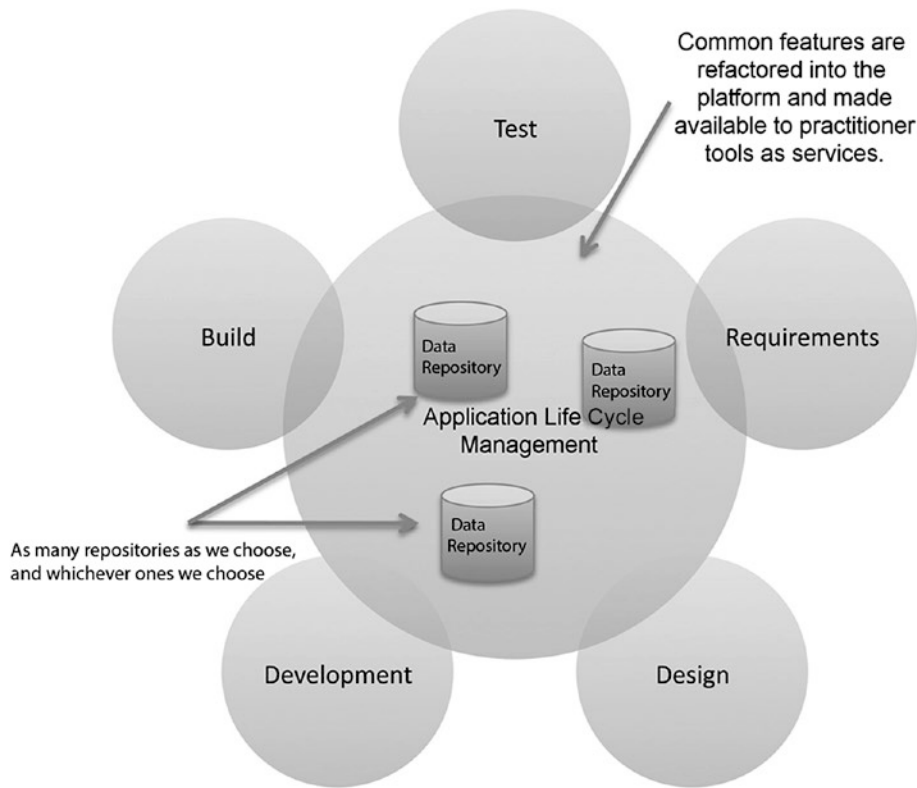 Common features are
refactored into the
platform and made
available to practitioner
tools as services.
Test
Build
Requirements
Data
Repository
Data
Repository
Application Life Cycle
Management
Data
Repository
As many repositories as we choose,
and whichever ones we choose
Development
Design